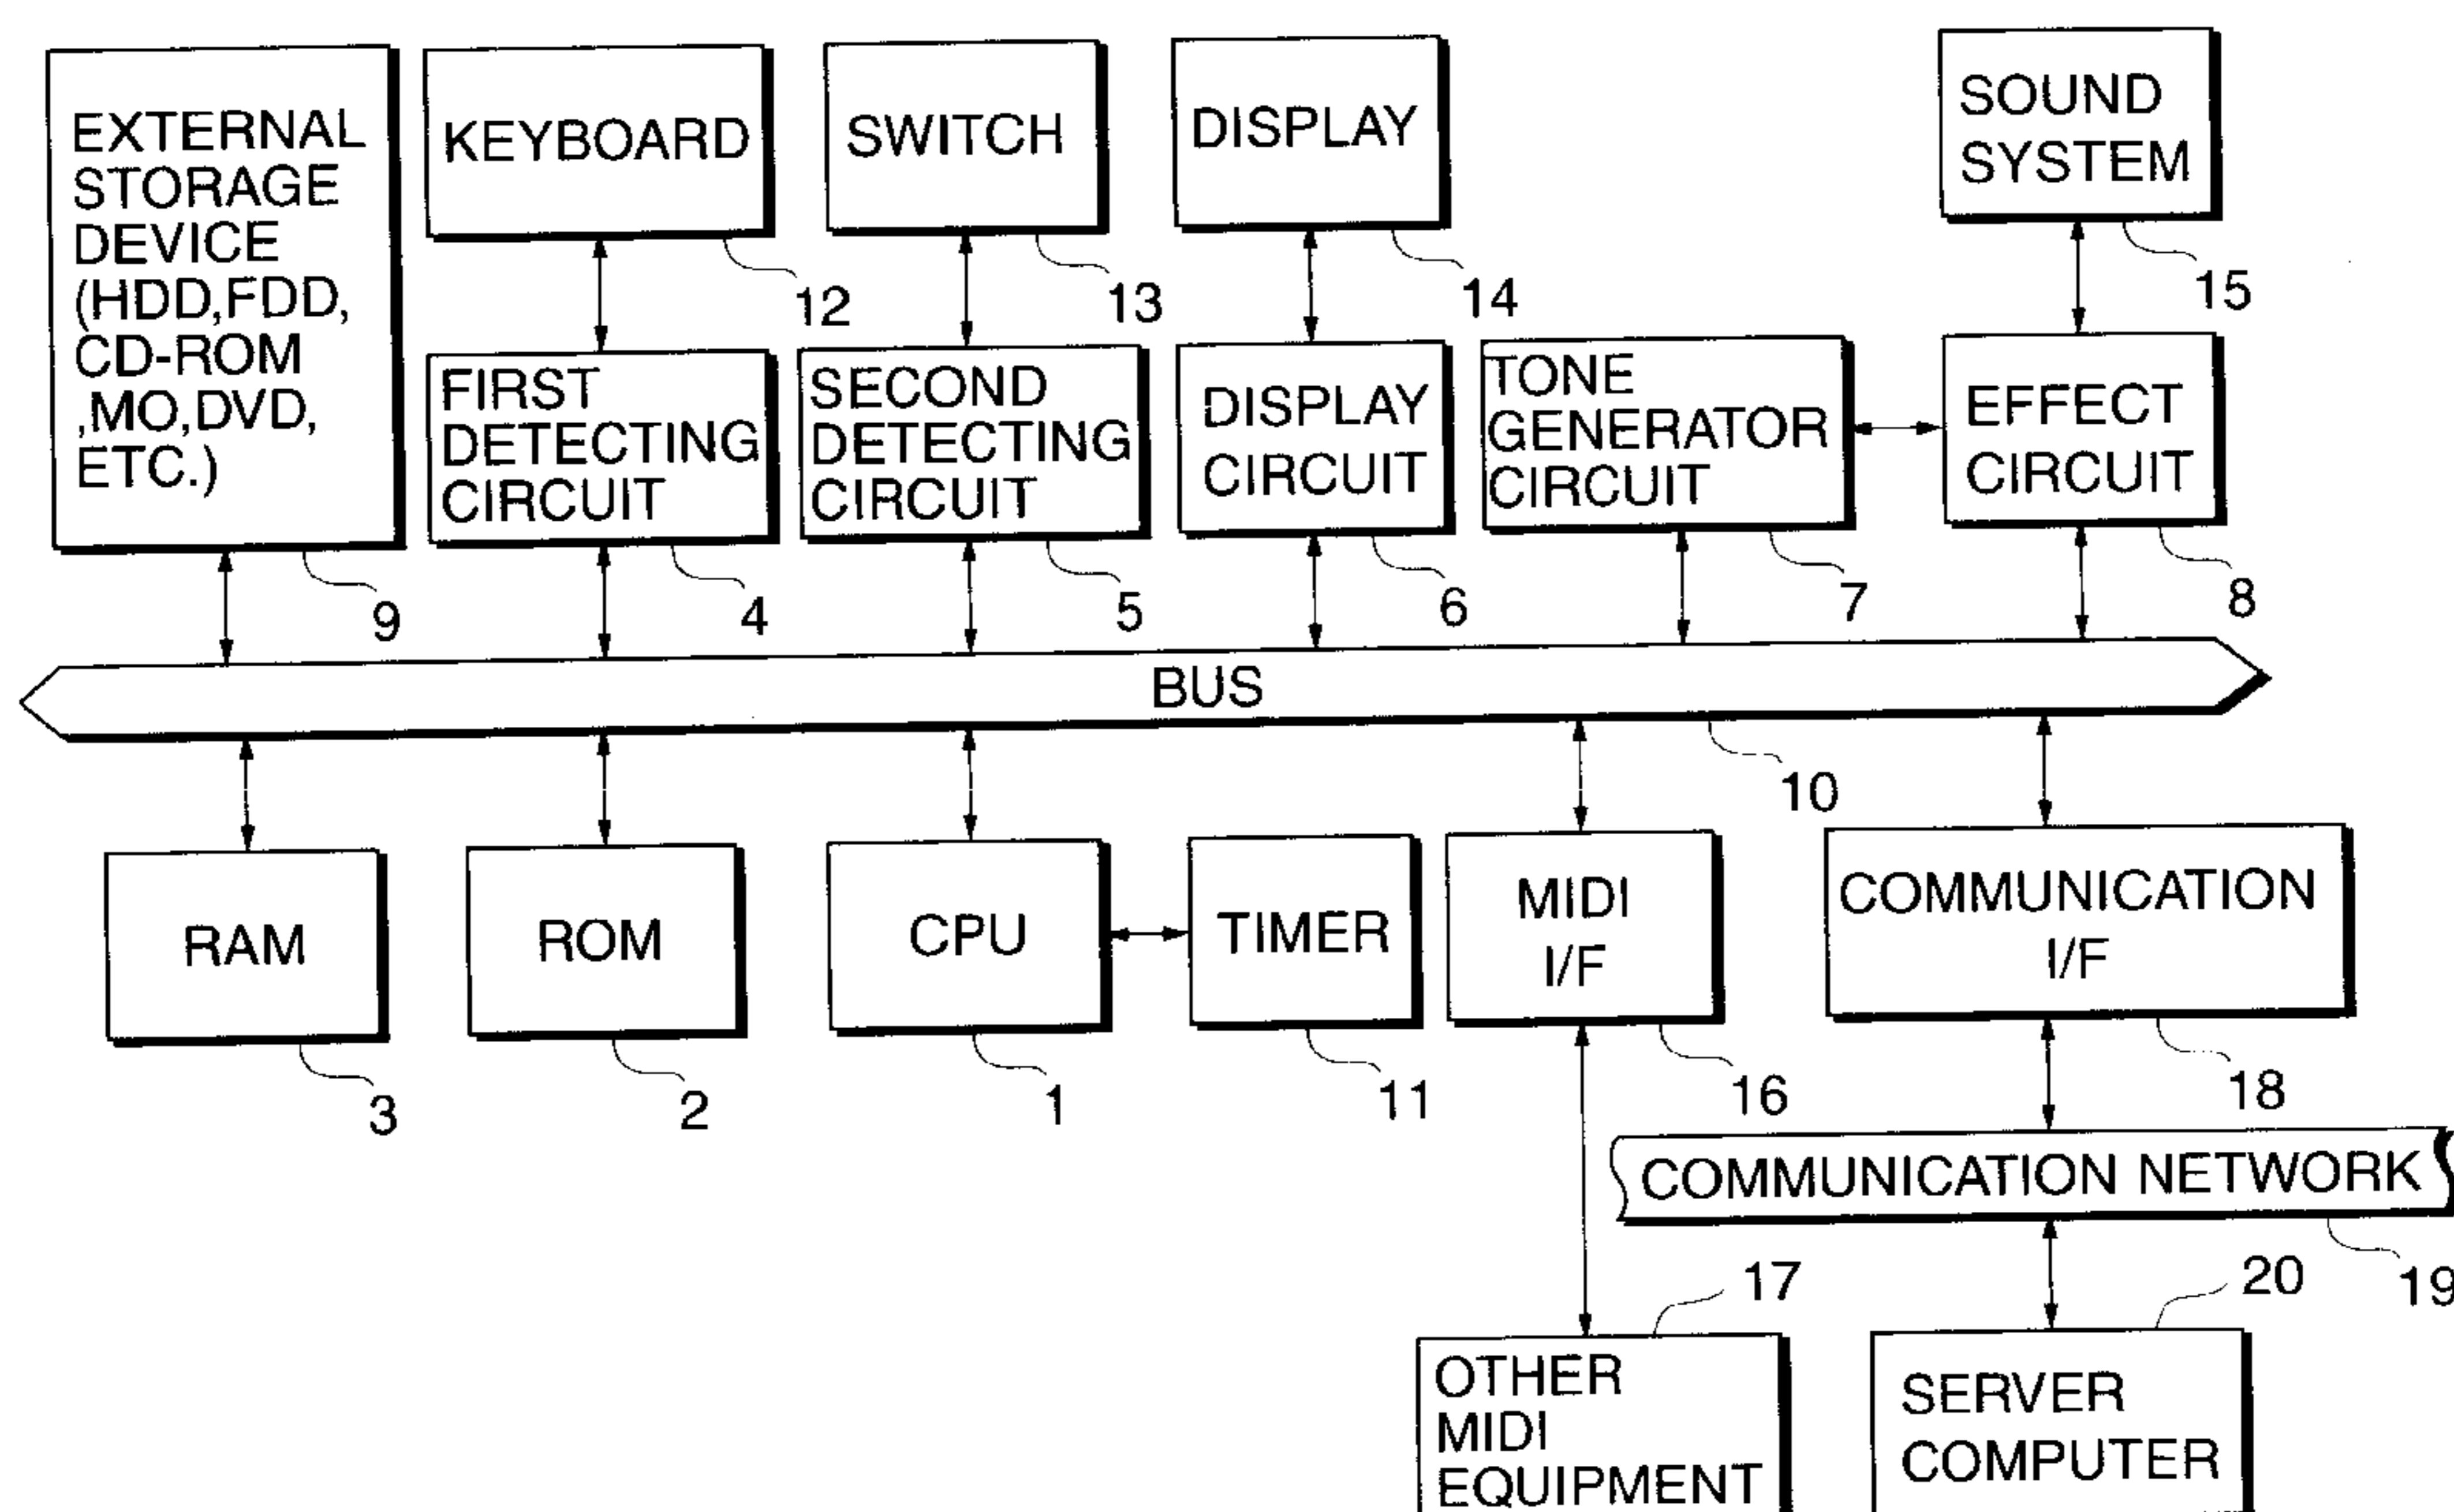 EXTERNAL
STORAGE
DEVICE
(HDD,FDD,
CD-ROM
,MO,DVD,
ETC.)
9
KEYBOARD
12
SWITCH
13
DISPLAY
14
SOUND
SYSTEM
15
FIRST
DETECTING
CIRCUIT
4
SECOND
DETECTING
CIRCUIT
5
DISPLAY
CIRCUIT
6
TONE
GENERATOR
CIRCUIT
7
EFFECT
CIRCUIT
8
BUS
10
RAM
3
ROM
2
CPU
1
TIMER
11
MIDI
I/F
16
COMMUNICATION
I/F
18
COMMUNICATION NETWORK
19
17
OTHER
MIDI
EQUIPMENT
20
SERVER
COMPUTER